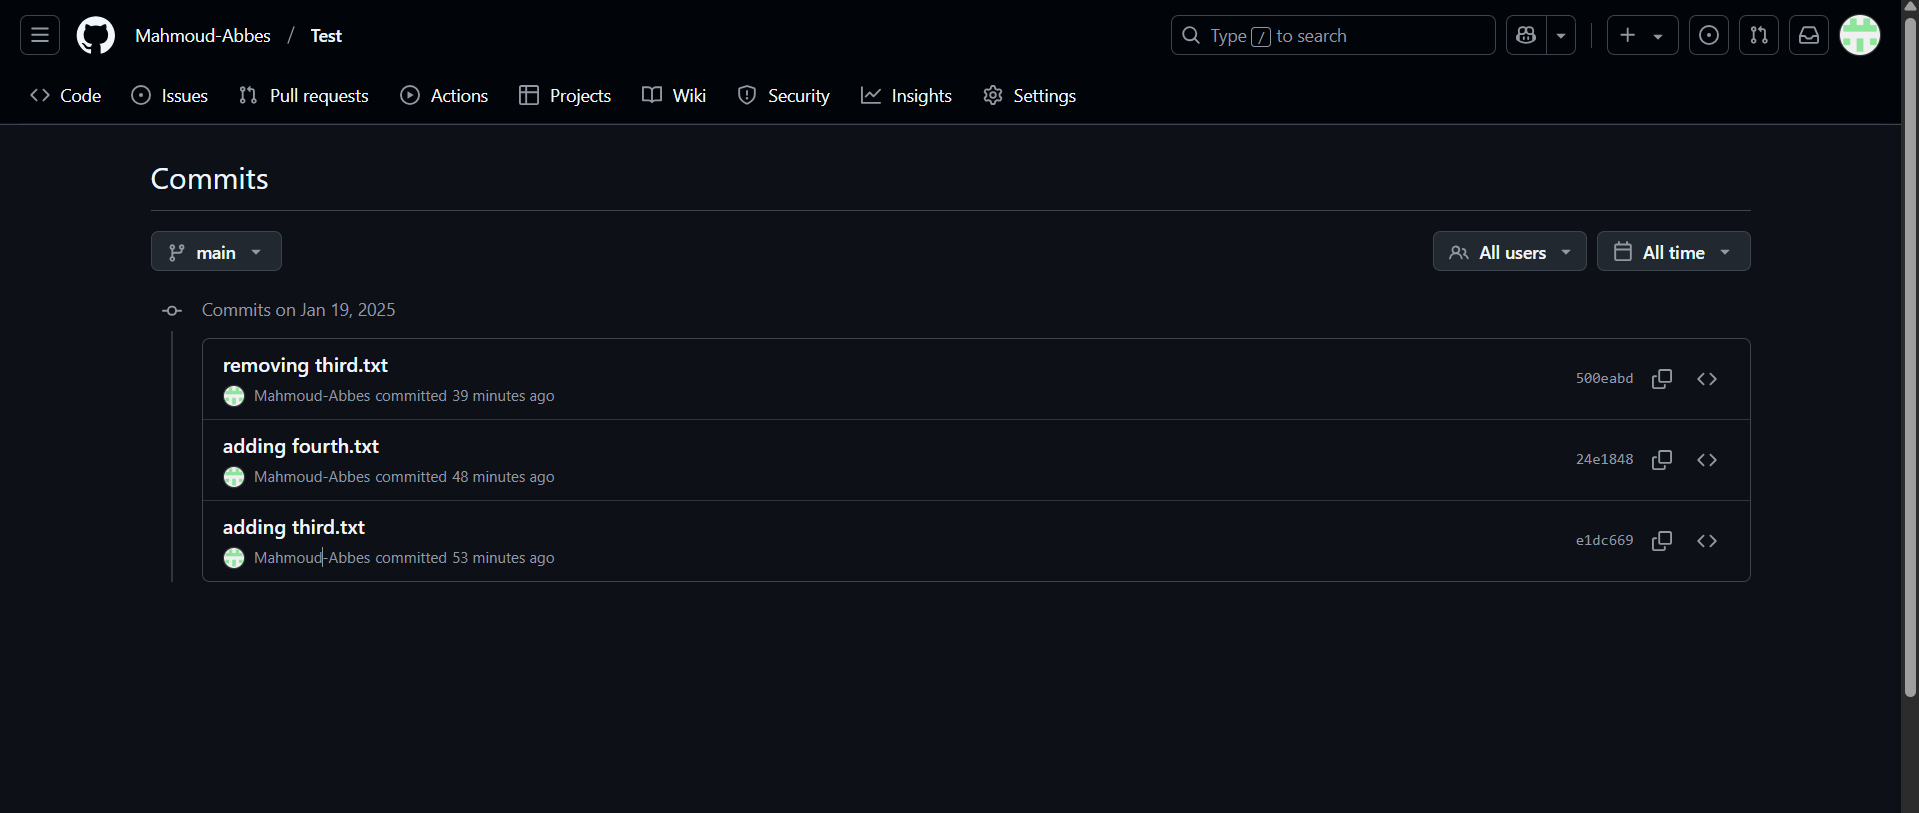 Mahmoud-Abbes / Test
Type / to search
Code Issues Pull requests Actions Projects Wiki Security Insights Settings
Commits
main
All users All time
Commits on Jan 19, 2025
removing third.txt
Mahmoud-Abbes committed 39 minutes ago
500eabd
adding fourth.txt
Mahmoud-Abbes committed 48 minutes ago
24e1848
adding third.txt
Mahmoud-Abbes committed 53 minutes ago
e1dc669